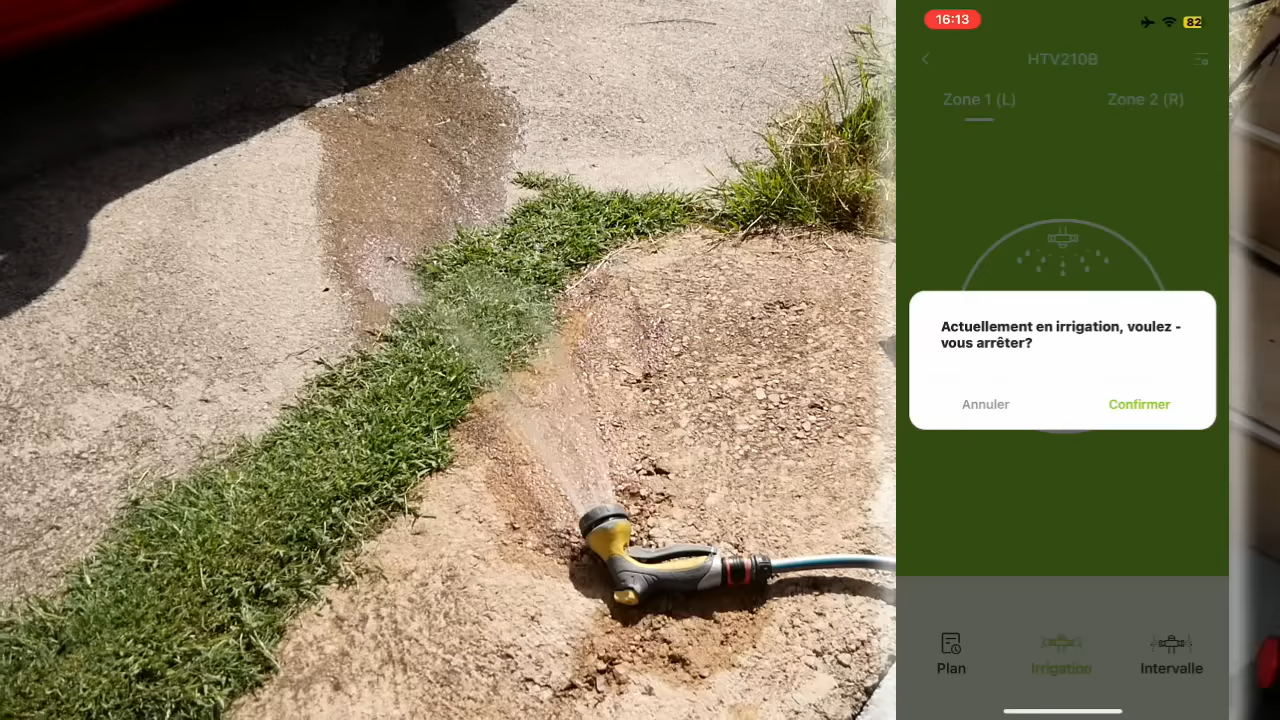 16:13
82
HTV210B
Zone 1 (L)
Zone 2 (R)
Actuellement en irrigation, voulez -
vous arrêter?
Annuler
Confirmer
Plan
Irrigation
Intervalle